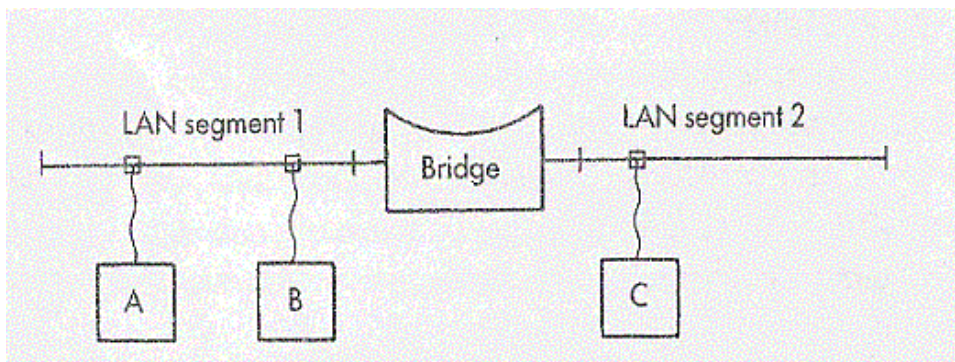 LAN segment 1
LAN segment 2
Bridge
A
B
C